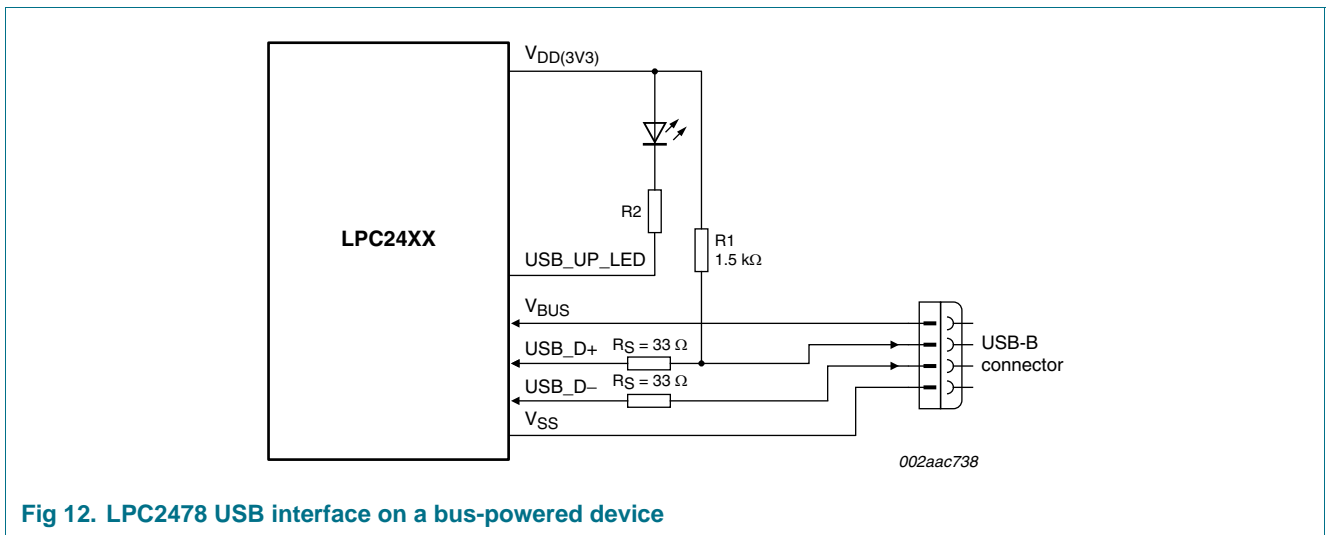 VDD(3V3)
R2
LPC24XX
R1
1.5 kΩ
USB_UP_LED
VBUS
USB-B
connector
USB_D+ RS = 33 Ω
USB_D− RS = 33 Ω
VSS
002aac738
Fig 12. LPC2478 USB interface on a bus-powered device